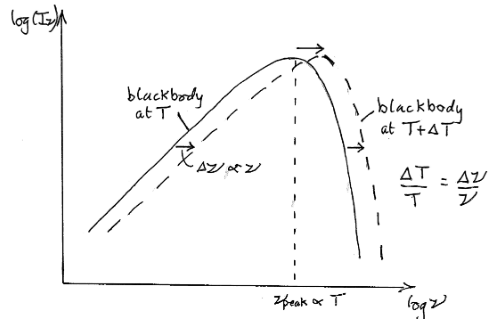 log(Iν)
blackbody
at T
blackbody
at T+ΔT
Δν ∝ ν
ΔT/T = Δν/ν
νpeak ∝ T
log ν